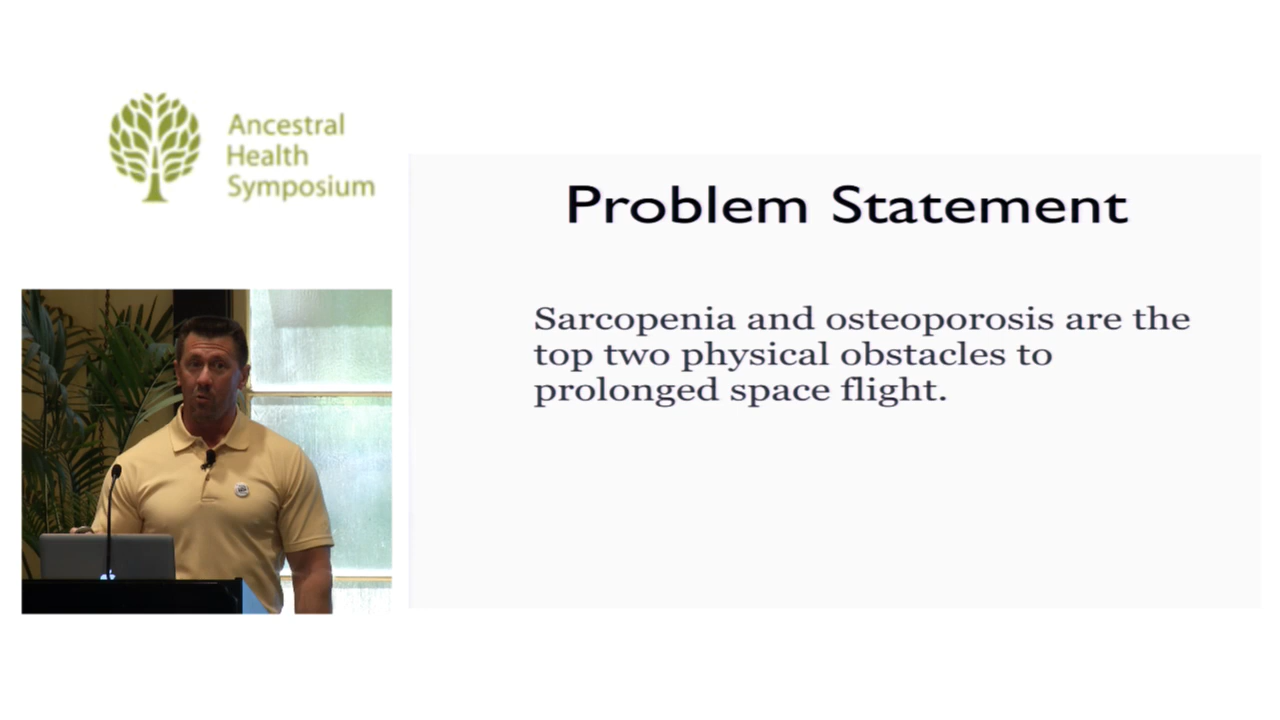 Ancestral
Health
Symposium
Problem Statement
Sarcopenia and osteoporosis are the
top two physical obstacles to
prolonged space flight.